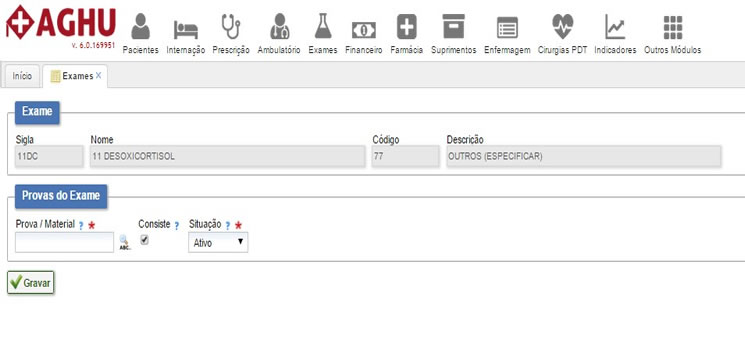 AGHU
v. 6.0.169951
Pacientes Internação Prescrição Ambulatório Exames Financeiro Farmácia Suprimentos Enfermagem Cirurgias PDT Indicadores Outros Módulos
Início Exames X
Exame
Sigla Nome Código Descrição
11DC 11 DESOXICORTISOL 77 OUTROS (ESPECIFICAR)
Provas do Exame
Prova / Material ? * Consiste ? Situação ? *
ABC.. Ativo
Gravar